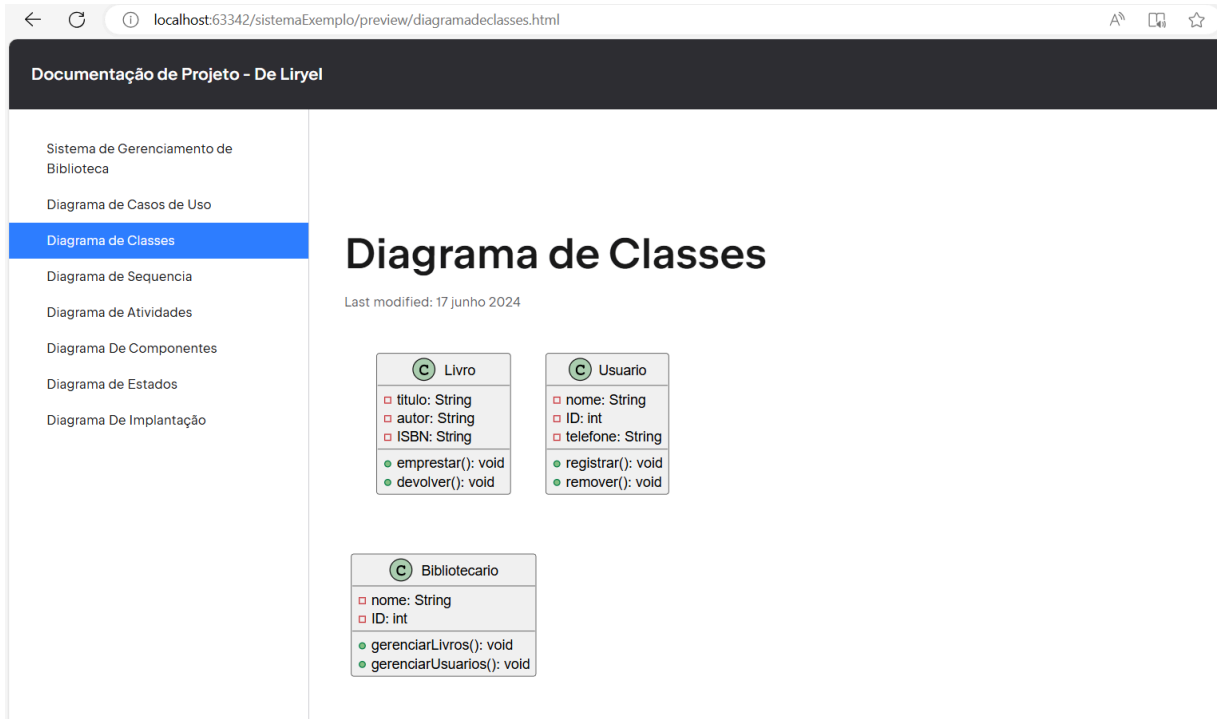 localhost:63342/sistemaExemplo/preview/diagramadeclasses.html
Documentação de Projeto - De Liryel
Sistema de Gerenciamento de
Biblioteca
Diagrama de Casos de Uso
Diagrama de Classes
Diagrama de Sequencia
Diagrama de Atividades
Diagrama De Componentes
Diagrama de Estados
Diagrama De Implantação
Diagrama de Classes
Last modified: 17 junho 2024
C Livro
titulo: String
autor: String
ISBN: String
emprestar(): void
devolver(): void
C Usuario
nome: String
ID: int
telefone: String
registrar(): void
remover(): void
C Bibliotecario
nome: String
ID: int
gerenciarLivros(): void
gerenciarUsuarios(): void